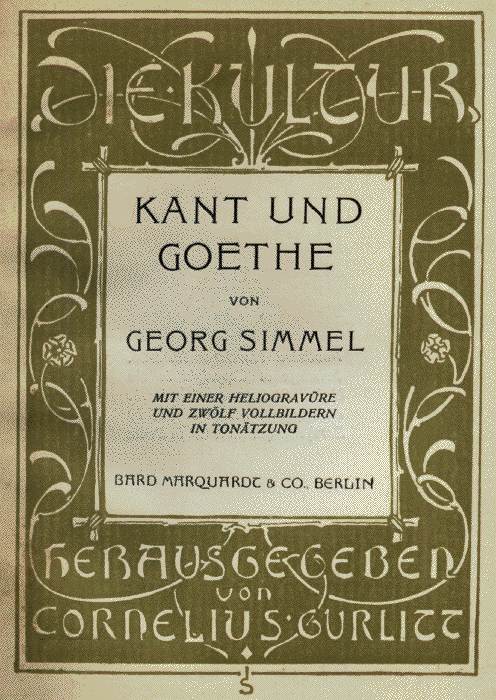 DIE·KULTUR,
KANT UND
GOETHE
VON
GEORG SIMMEL
MIT EINER HELIOGRAVÜRE
UND ZWÖLF VOLLBILDERN
IN TONÄTZUNG
BARD MARQUARDT & CO., BERLIN
HERAUSGEGEBEN
von
CORNELIUS·GURLITT
S